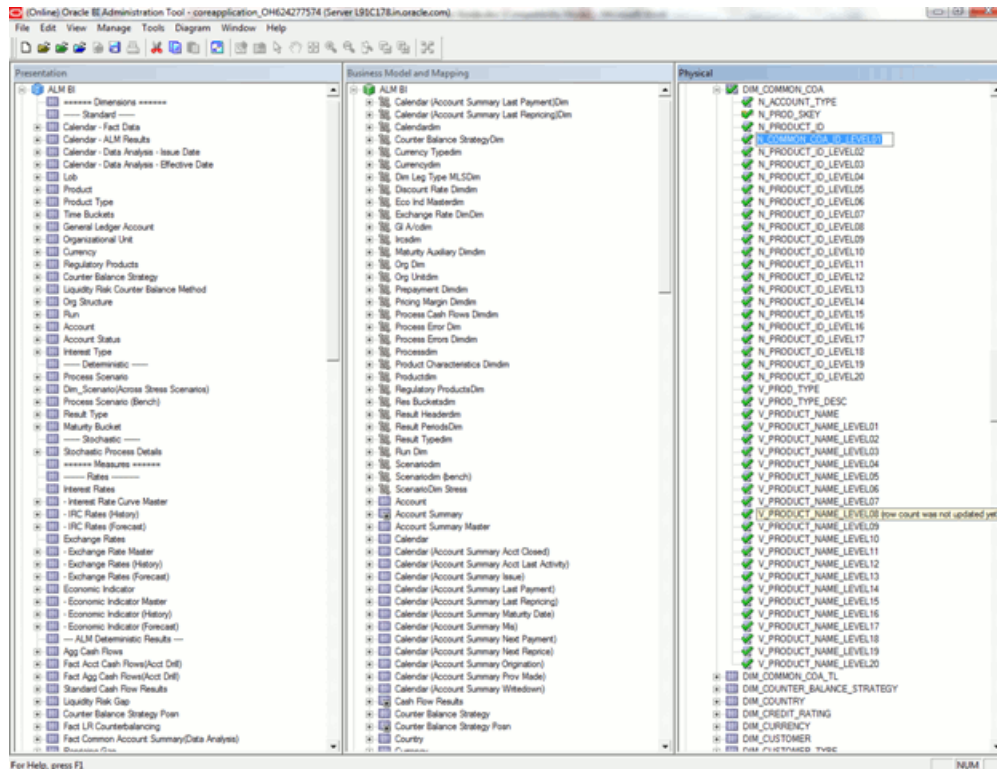 (Online) Oracle BI Administration Tool - coreapplication_OH624277574 (Server L91C178.in.oracle.com)
File Edit View Manage Tools Diagram Window Help
Presentation
ALM BI
====== Dimensions ======
----- Standard -----
Calendar - Fact Data
Calendar - ALM Results
Calendar - Data Analysis - Issue Date
Calendar - Data Analysis - Effective Date
Lob
Product
Product Type
Time Buckets
General Ledger Account
Organizational Unit
Currency
Regulatory Products
Counter Balance Strategy
Liquidity Risk Counter Balance Method
Org Structure
Run
Account
Account Status
Interest Type
----- Deterministic -----
Process Scenario
Dim_Scenario(Across Stress Scenarios)
Process Scenario (Bench)
Result Type
Maturity Bucket
----- Stochastic -----
Stochastic Process Details
====== Measures ======
----- Rates -----
Interest Rates
- Interest Rate Curve Master
- IRC Rates (History)
- IRC Rates (Forecast)
Exchange Rates
- Exchange Rate Master
- Exchange Rates (History)
- Exchange Rates (Forecast)
Economic Indicator
- Economic Indicator Master
- Economic Indicator (History)
- Economic Indicator (Forecast)
--- ALM Deterministic Results ---
Agg Cash Flows
Fact Acct Cash Flows(Acct Drill)
Fact Agg Cash Flows(Acct Drill)
Standard Cash Flow Results
Liquidity Risk Gap
Counter Balance Strategy Posn
Fact LR Counterbalancing
Fact Common Account Summary(Data Analysis)
Repricing Gap
Business Model and Mapping
ALM BI
Calendar (Account Summary Last Payment)Dim
Calendar (Account Summary Last Repricing)Dim
Calendardim
Counter Balance StrategyDim
Currency Typedim
Currencydim
Dim Leg Type MLSDim
Discount Rate Dimdim
Eco Ind Masterdim
Exchange Rate DimDim
Gl A/cdim
Ircsdim
Maturity Auxiliary Dimdim
Org Dim
Org Unitdim
Prepayment Dimdim
Pricing Margin Dimdim
Process Cash Flows Dimdim
Process Error Dim
Process Errors Dimdim
Processdim
Product Characteristics Dimdim
Productdim
Regulatory ProductsDim
Res Bucketsdim
Result Headerdim
Result PeriodsDim
Result Typedim
Run Dim
Scenariodim
Scenariodim (bench)
ScenarioDim Stress
Account
Account Summary
Account Summary Master
Calendar
Calendar (Account Summary Acct Closed)
Calendar (Account Summary Acct Last Activity)
Calendar (Account Summary Issue)
Calendar (Account Summary Last Payment)
Calendar (Account Summary Last Repricing)
Calendar (Account Summary Maturity Date)
Calendar (Account Summary Mis)
Calendar (Account Summary Next Payment)
Calendar (Account Summary Next Reprice)
Calendar (Account Summary Origination)
Calendar (Account Summary Prov Made)
Calendar (Account Summary Writedown)
Cash Flow Results
Counter Balance Strategy
Counter Balance Strategy Posn
Country
Currency
Physical
DIM_COMMON_COA
N_ACCOUNT_TYPE
N_PROD_SKEY
N_PRODUCT_ID
N_COMMON_COA_ID_LEVEL01
N_PRODUCT_ID_LEVEL02
N_PRODUCT_ID_LEVEL03
N_PRODUCT_ID_LEVEL04
N_PRODUCT_ID_LEVEL05
N_PRODUCT_ID_LEVEL06
N_PRODUCT_ID_LEVEL07
N_PRODUCT_ID_LEVEL08
N_PRODUCT_ID_LEVEL09
N_PRODUCT_ID_LEVEL10
N_PRODUCT_ID_LEVEL11
N_PRODUCT_ID_LEVEL12
N_PRODUCT_ID_LEVEL13
N_PRODUCT_ID_LEVEL14
N_PRODUCT_ID_LEVEL15
N_PRODUCT_ID_LEVEL16
N_PRODUCT_ID_LEVEL17
N_PRODUCT_ID_LEVEL18
N_PRODUCT_ID_LEVEL19
N_PRODUCT_ID_LEVEL20
V_PROD_TYPE
V_PROD_TYPE_DESC
V_PRODUCT_NAME
V_PRODUCT_NAME_LEVEL01
V_PRODUCT_NAME_LEVEL02
V_PRODUCT_NAME_LEVEL03
V_PRODUCT_NAME_LEVEL04
V_PRODUCT_NAME_LEVEL05
V_PRODUCT_NAME_LEVEL06
V_PRODUCT_NAME_LEVEL07
V_PRODUCT_NAME_LEVEL08 (row count was not updated yet
V_PRODUCT_NAME_LEVEL09
V_PRODUCT_NAME_LEVEL10
V_PRODUCT_NAME_LEVEL11
V_PRODUCT_NAME_LEVEL12
V_PRODUCT_NAME_LEVEL13
V_PRODUCT_NAME_LEVEL14
V_PRODUCT_NAME_LEVEL15
V_PRODUCT_NAME_LEVEL16
V_PRODUCT_NAME_LEVEL17
V_PRODUCT_NAME_LEVEL18
V_PRODUCT_NAME_LEVEL19
V_PRODUCT_NAME_LEVEL20
DIM_COMMON_COA_TL
DIM_COUNTER_BALANCE_STRATEGY
DIM_COUNTRY
DIM_CREDIT_RATING
DIM_CURRENCY
DIM_CUSTOMER
DIM_CUSTOMER_TYPE
For Help, press F1
NUM